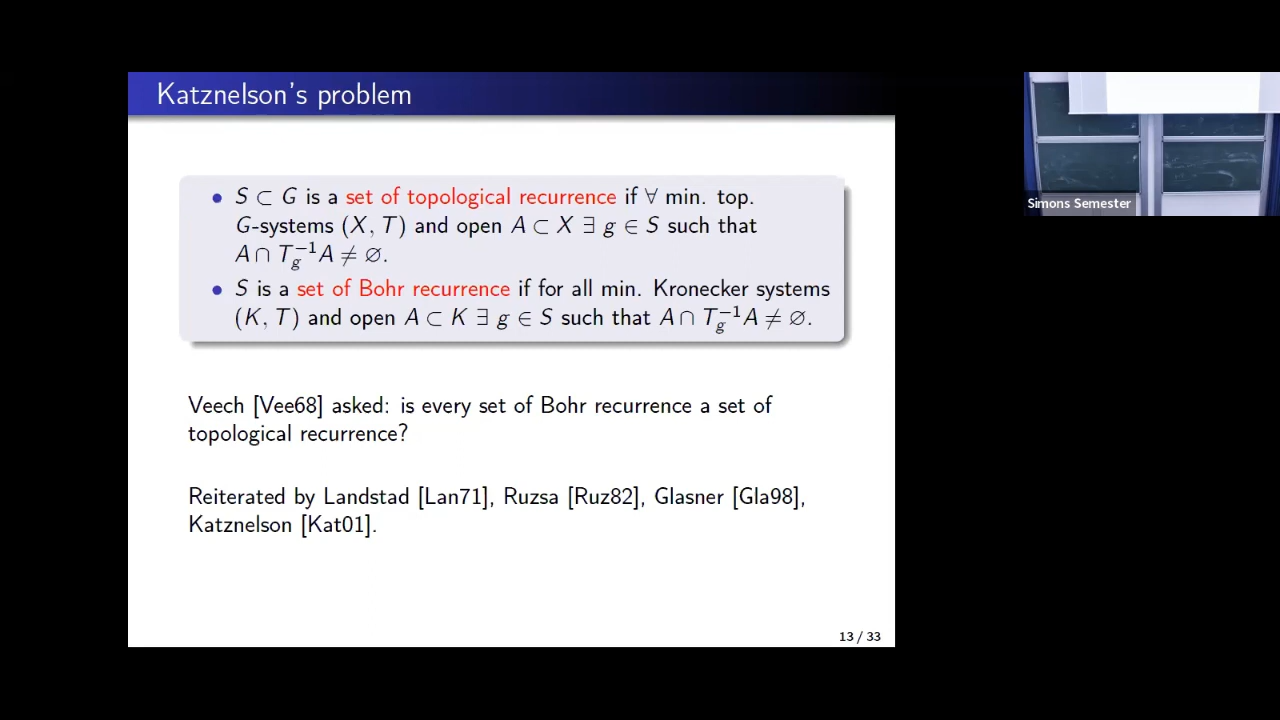 Katznelson's problem
• S ⊂ G is a set of topological recurrence if ∀ min. top.
G-systems (X, T) and open A ⊂ X ∃ g ∈ S such that
A ∩ T_g^{-1}A ≠ ∅.
• S is a set of Bohr recurrence if for all min. Kronecker systems
(K, T) and open A ⊂ K ∃ g ∈ S such that A ∩ T_g^{-1}A ≠ ∅.
Veech [Vee68] asked: is every set of Bohr recurrence a set of
topological recurrence?
Reiterated by Landstad [Lan71], Ruzsa [Ruz82], Glasner [Gla98],
Katznelson [Kat01].
13 / 33
Simons Semester